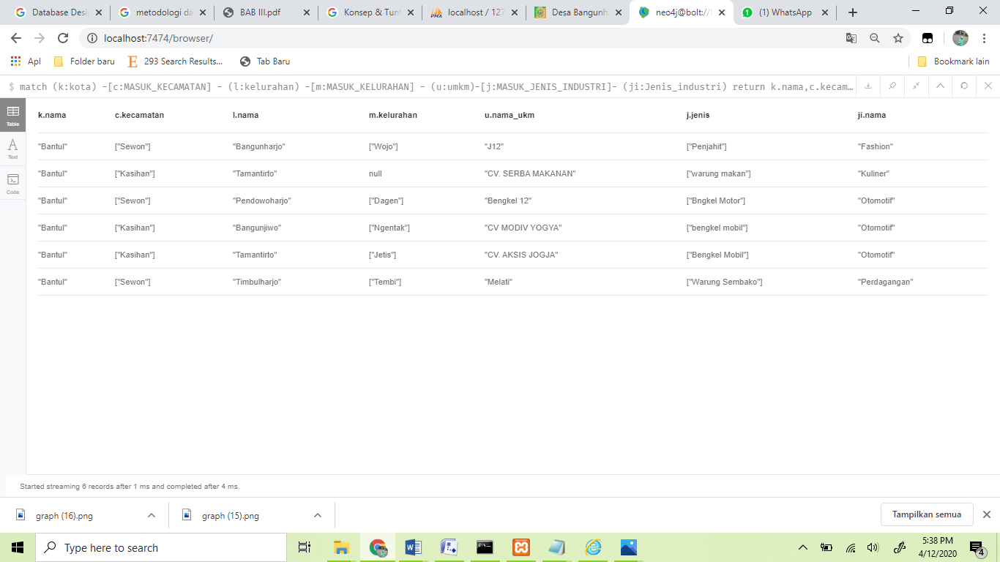 Database Desi
metodologi da
BAB III.pdf
Konsep & Tun
localhost / 127
Desa Bangunh
neo4j@bolt://
(1) WhatsApp
localhost:7474/browser/
Apl
Folder baru
293 Search Results...
Tab Baru
Bookmark lain
$ match (k:kota) -[c:MASUK_KECAMATAN] - (l:kelurahan) -[m:MASUK_KELURAHAN] - (u:umkm)-[j:MASUK_JENIS_INDUSTRI]- (ji:Jenis_industri) return k.nama,c.kecam…
Table
Text
Code
k.nama c.kecamatan l.nama m.kelurahan u.nama_ukm j.jenis ji.nama
"Bantul" ["Sewon"] "Bangunharjo" ["Wojo"] "J12" ["Penjahit"] "Fashion"
"Bantul" ["Kasihan"] "Tamantirto" null "CV. SERBA MAKANAN" ["warung makan"] "Kuliner"
"Bantul" ["Sewon"] "Pendowoharjo" ["Dagen"] "Bengkel 12" ["Bngkel Motor"] "Otomotif"
"Bantul" ["Kasihan"] "Bangunjiwo" ["Ngentak"] "CV MODIV YOGYA" ["bengkel mobil"] "Otomotif"
"Bantul" ["Kasihan"] "Tamantirto" ["Jetis"] "CV. AKSIS JOGJA" ["Bengkel Mobil"] "Otomotif"
"Bantul" ["Sewon"] "Timbulharjo" ["Tembi"] "Melati" ["Warung Sembako"] "Perdagangan"
Started streaming 6 records after 1 ms and completed after 4 ms.
graph (16).png
graph (15).png
Tampilkan semua
Type here to search
5:38 PM
4/12/2020
4